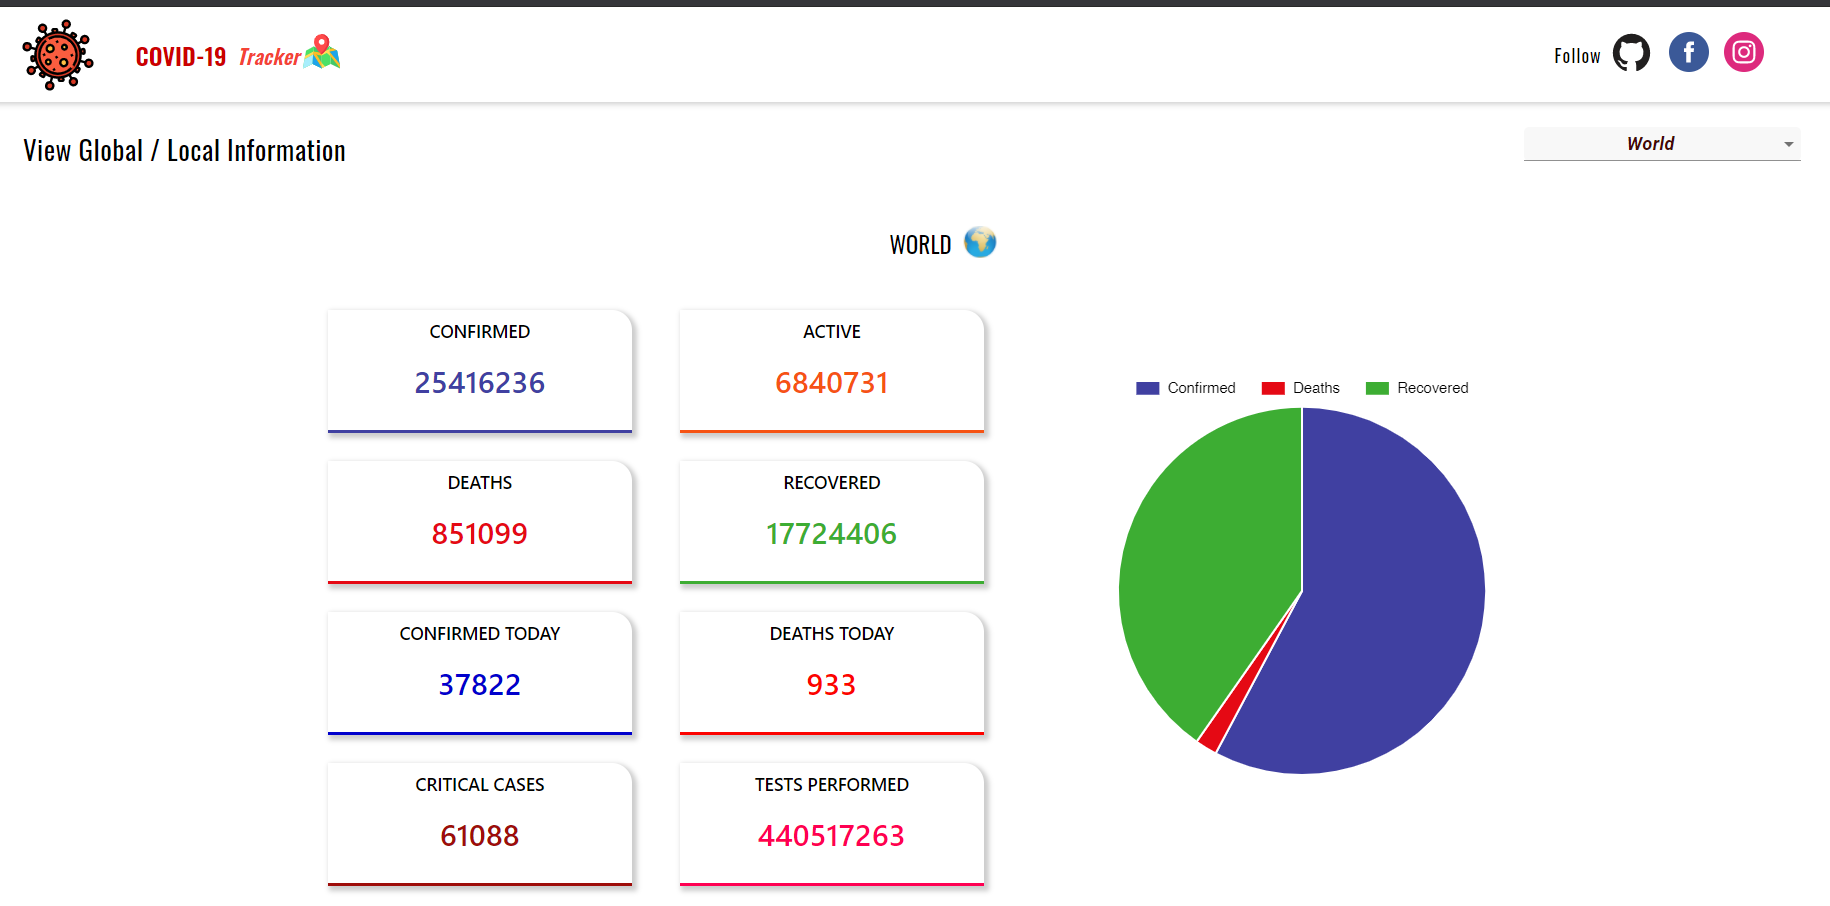 COVID-19 Tracker
Follow
View Global / Local Information
World
WORLD
CONFIRMED
25416236
ACTIVE
6840731
DEATHS
851099
RECOVERED
17724406
CONFIRMED TODAY
37822
DEATHS TODAY
933
CRITICAL CASES
61088
TESTS PERFORMED
440517263
Confirmed Deaths Recovered